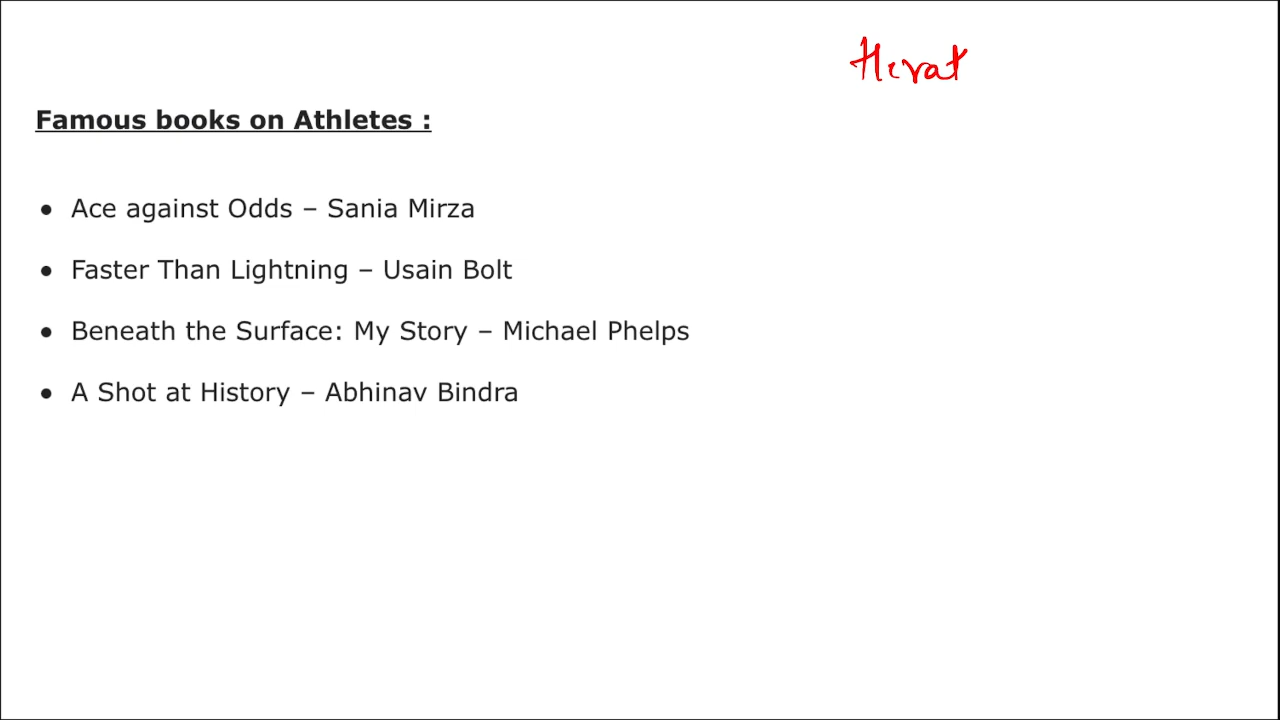 Herat
Famous books on Athletes :
● Ace against Odds – Sania Mirza
● Faster Than Lightning – Usain Bolt
● Beneath the Surface: My Story – Michael Phelps
● A Shot at History – Abhinav Bindra